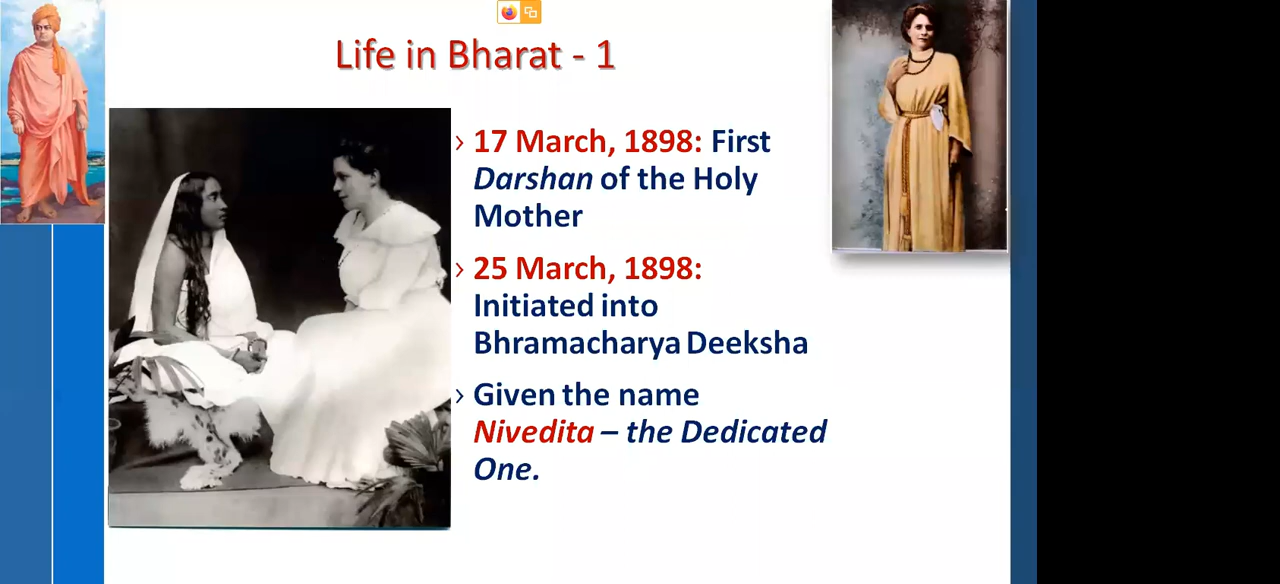 Life in Bharat - 1
› 17 March, 1898: First
Darshan of the Holy
Mother
› 25 March, 1898:
Initiated into
Bhramacharya Deeksha
› Given the name
Nivedita – the Dedicated
One.